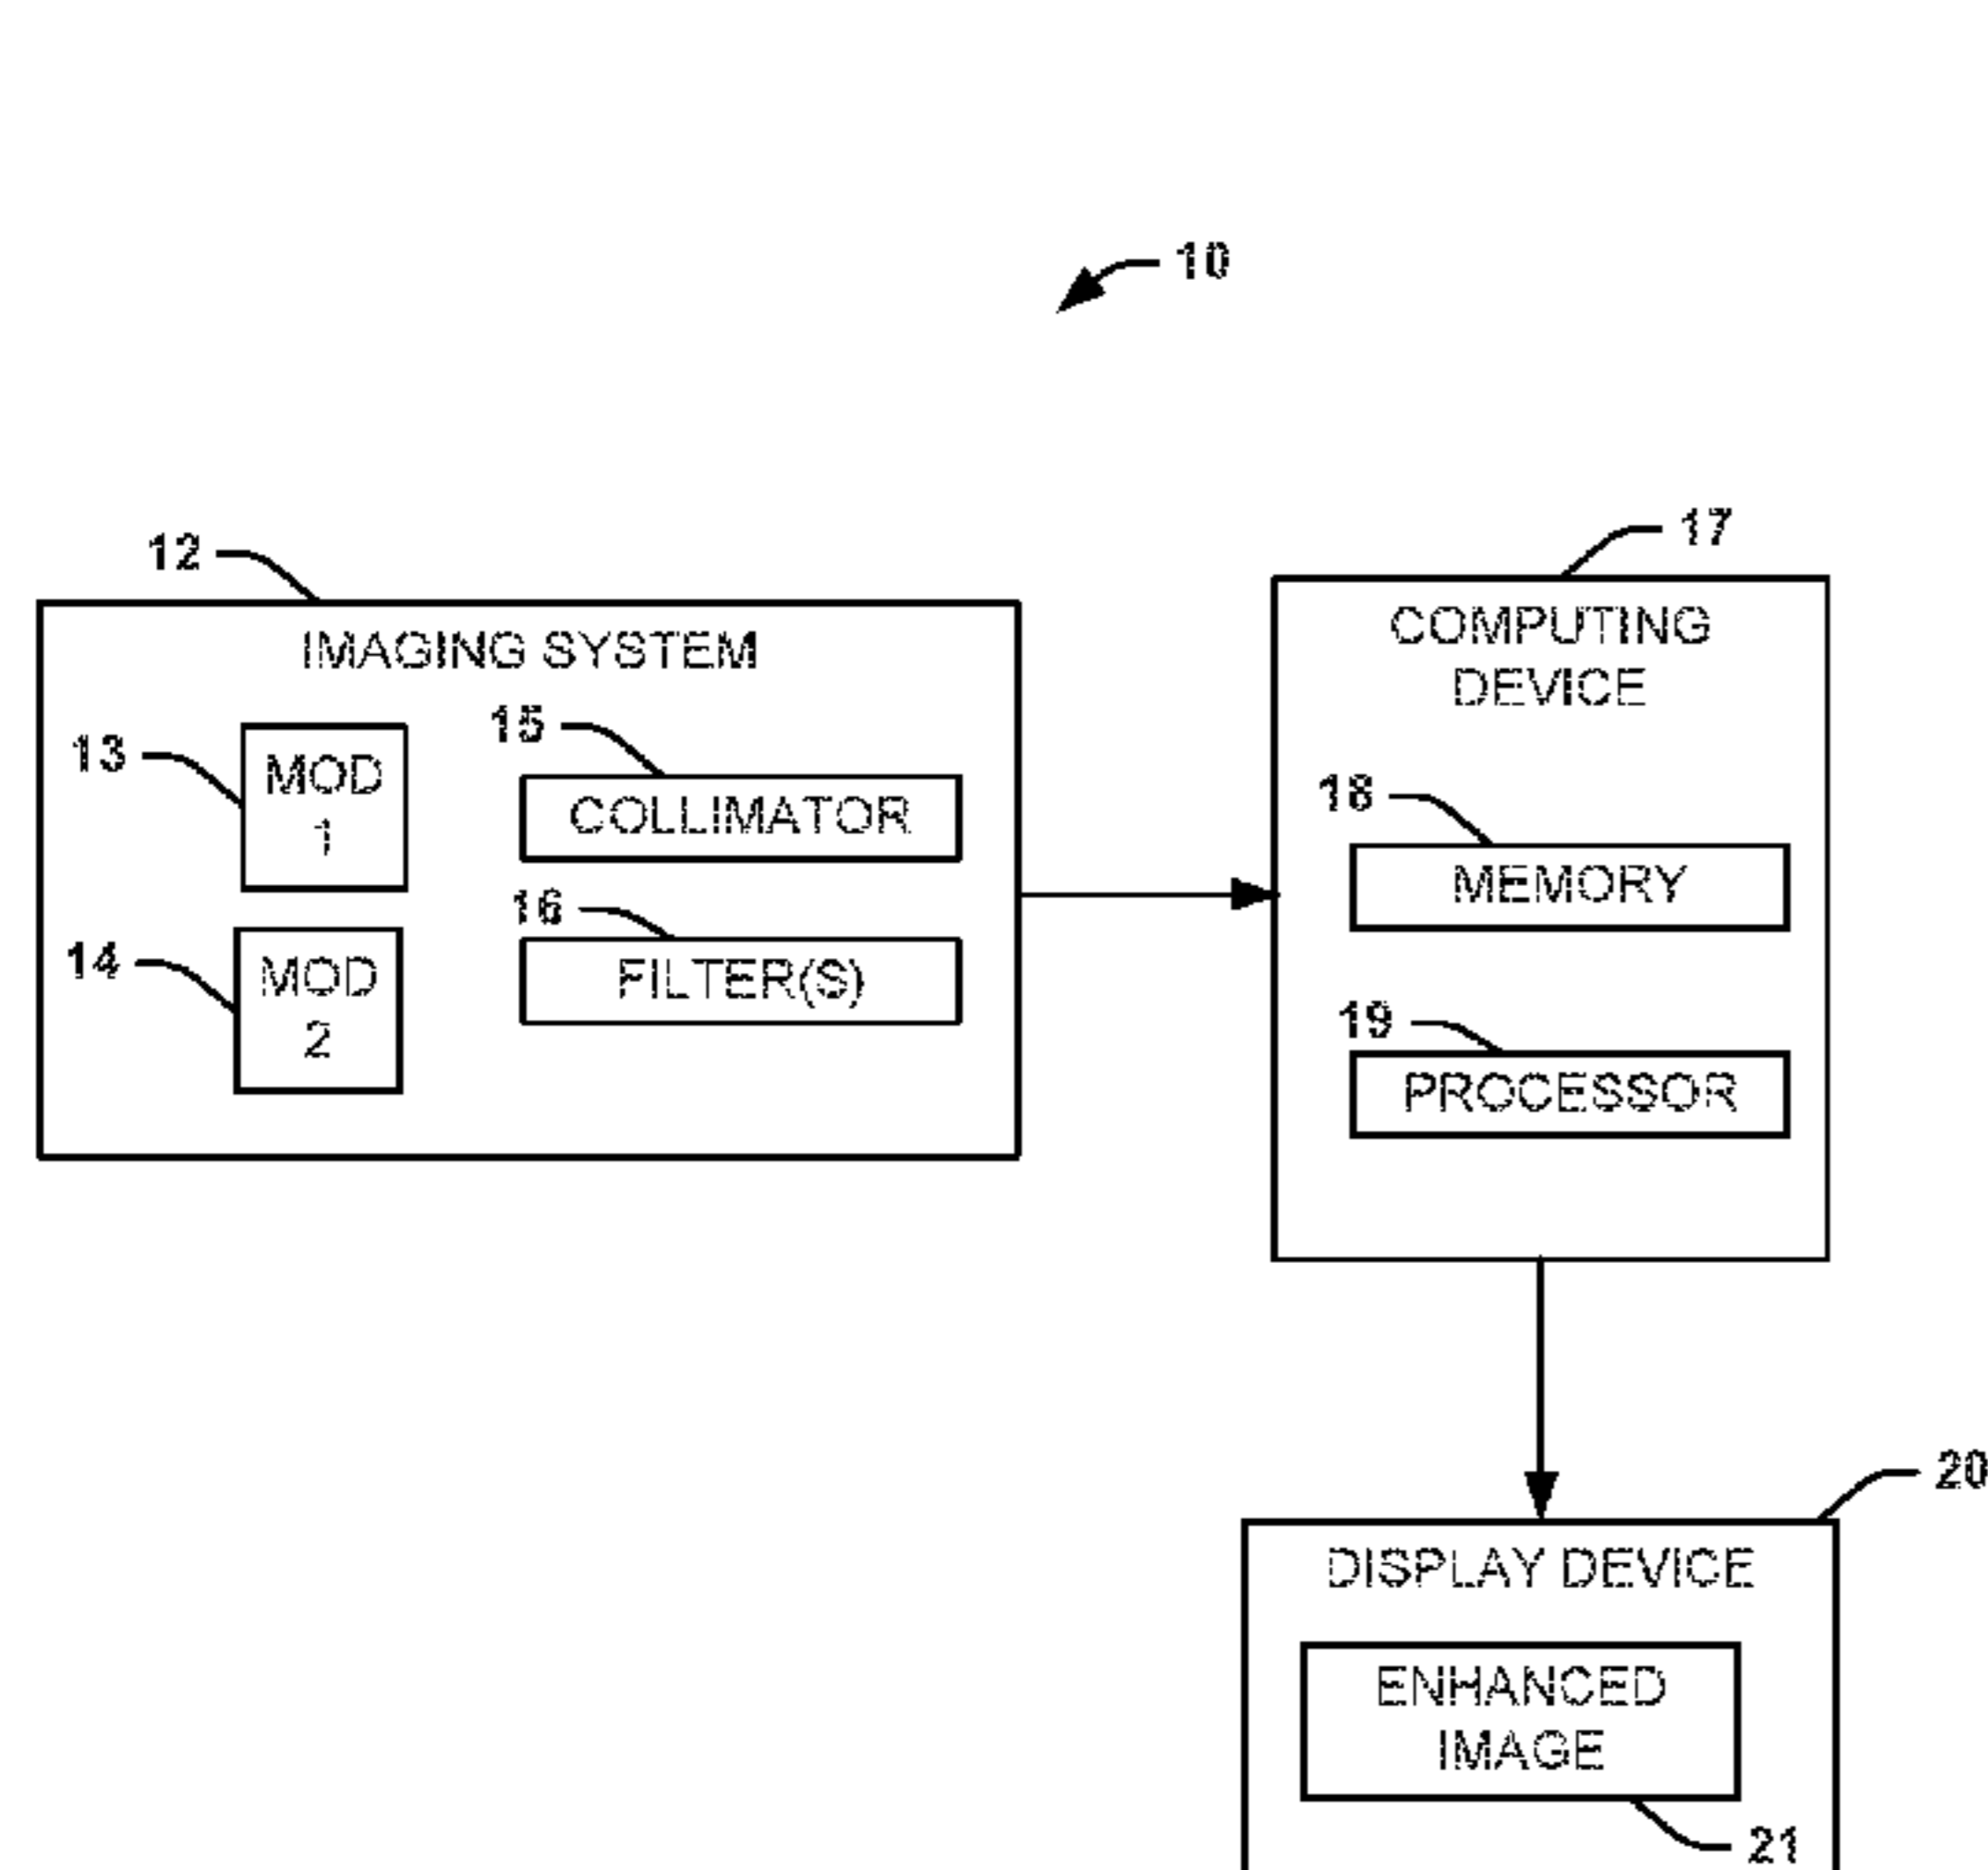 10
12
IMAGING SYSTEM
13
MOD
1
15
COLLIMATOR
14
MOD
2
16
FILTER(S)
17
COMPUTING
DEVICE
18
MEMORY
19
PROCESSOR
20
DISPLAY DEVICE
ENHANCED
IMAGE
21